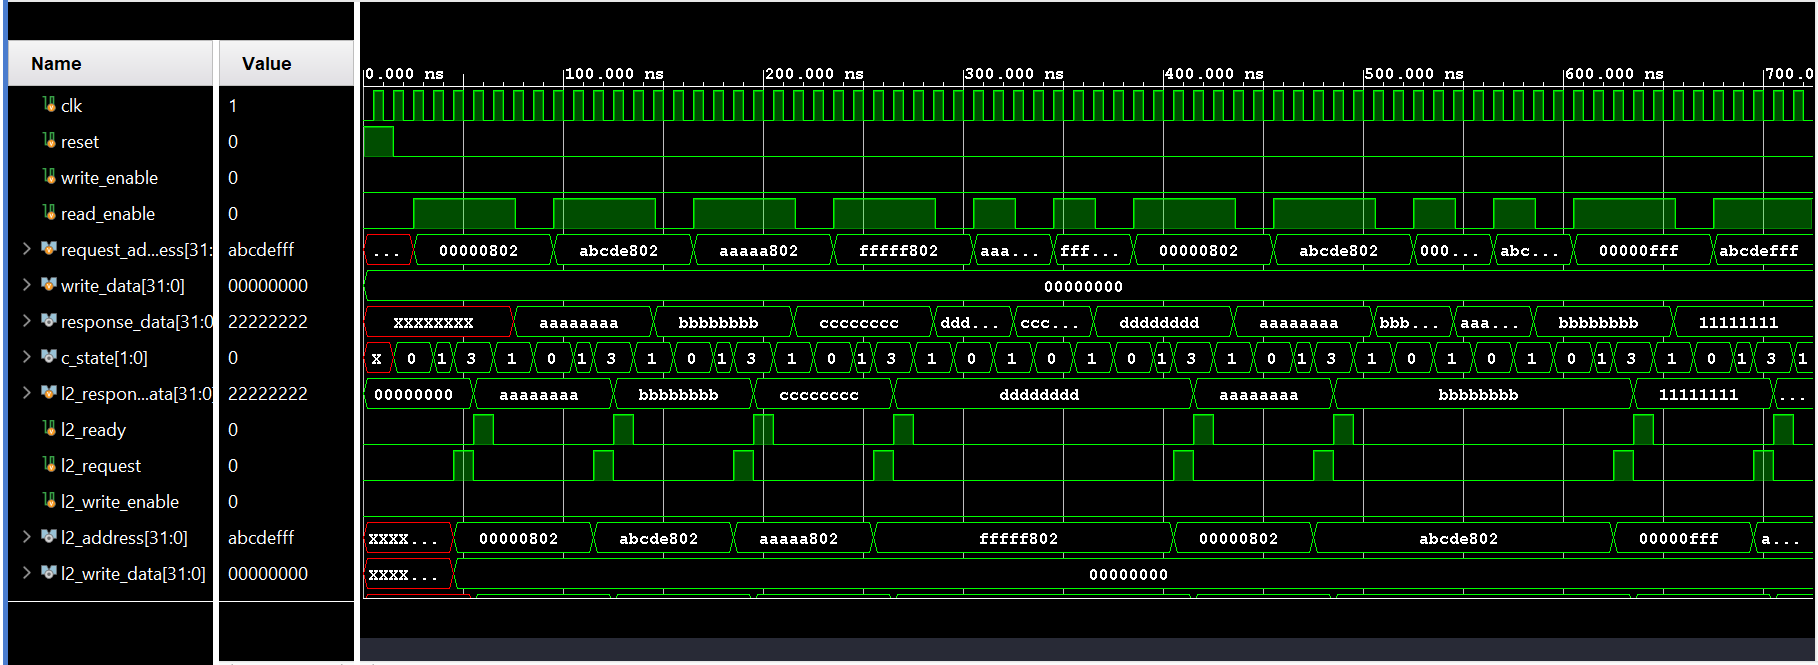 Name Value
0.000 ns 100.000 ns 200.000 ns 300.000 ns 400.000 ns 500.000 ns 600.000 ns 700.0
clk 1
reset 0
write_enable 0
read_enable 0
request_ad...ess[31: abcdefff ... 00000802 abcde802 aaaaa802 fffff802 aaa... fff... 00000802 abcde802 000... abc... 00000fff abcdefff
write_data[31:0] 00000000 00000000
response_data[31:0 22222222 XXXXXXXX aaaaaaaa bbbbbbbb cccccccc ddd... ccc... dddddddd aaaaaaaa bbb... aaa... bbbbbbbb 11111111
c_state[1:0] 0 X 0 1 3 1 0 1 3 1 0 1 3 1 0 1 3 1 0 1 0 1 0 1 3 1 0 1 3 1 0 1 0 1 0 1 3 1 0 1 3 1
l2_respon...ata[31:0] 22222222 00000000 aaaaaaaa bbbbbbbb cccccccc dddddddd aaaaaaaa bbbbbbbb 11111111 ...
l2_ready 0
l2_request 0
l2_write_enable 0
l2_address[31:0] abcdefff XXXX... 00000802 abcde802 aaaaa802 fffff802 00000802 abcde802 00000fff a...
l2_write_data[31:0] 00000000 XXXX... 00000000